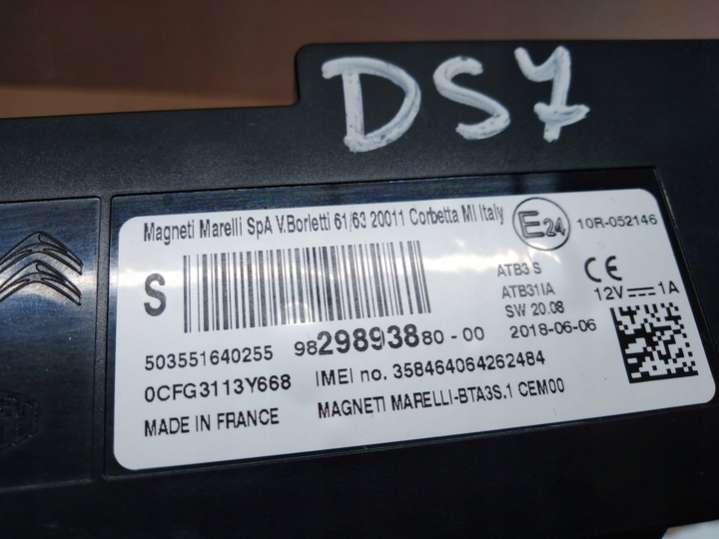 DS7
Magneti Marelli SpA V.Borletti 61/63 20011 Corbetta MI Italy
E24
10R-052146
S
ATB3 S
ATB31IA
SW 20.08
CE
12V 1A
503551640255
9829893880-00
2018-06-06
0CFG3113Y668
IMEI no. 358464064262484
MADE IN FRANCE
MAGNETI MARELLI-BTA3S.1 CEM00